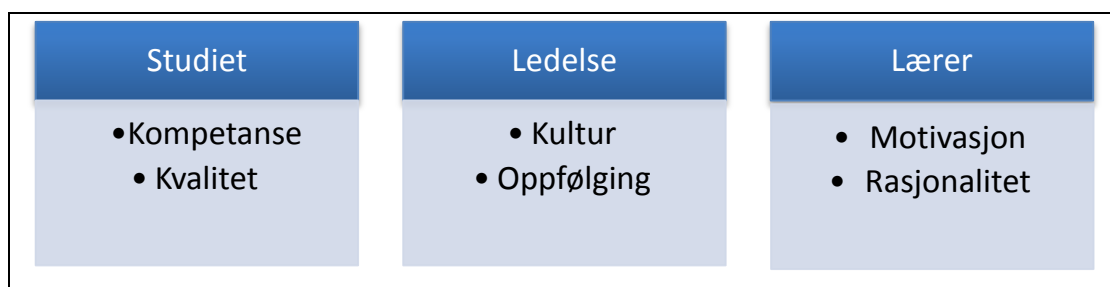 Studiet
•Kompetanse
• Kvalitet
Ledelse
• Kultur
• Oppfølging
Lærer
• Motivasjon
• Rasjonalitet